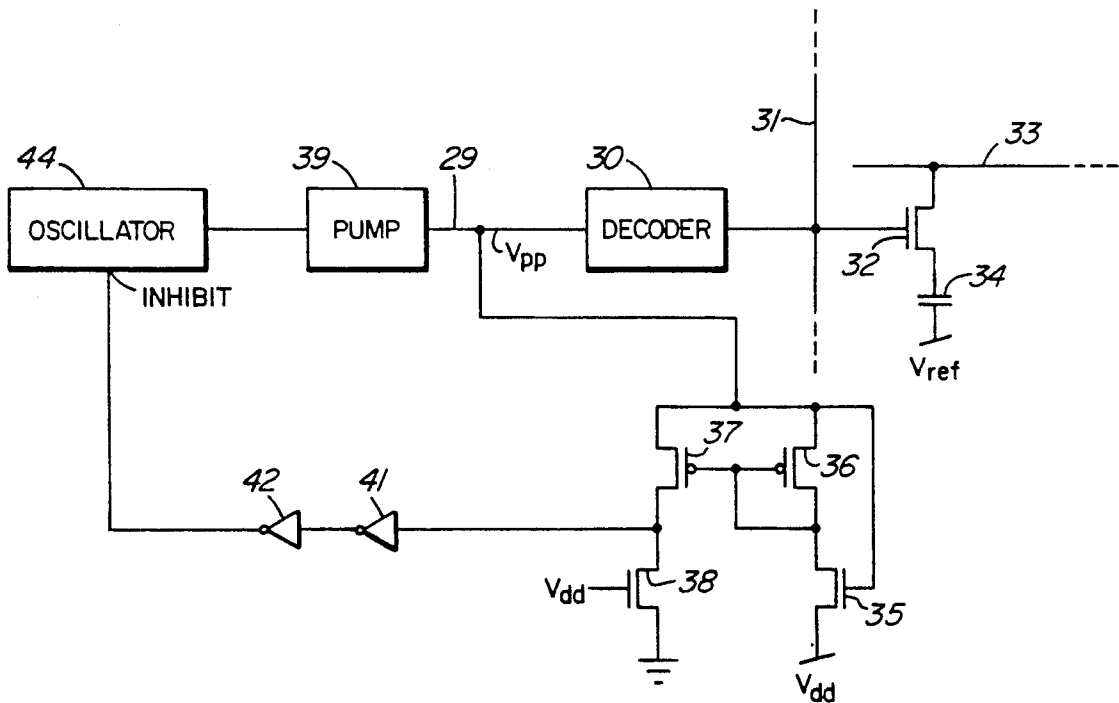 31
33
44
39
29
30
OSCILLATOR
PUMP
Vpp
DECODER
32
34
INHIBIT
Vref
37
36
42
41
Vdd
38
35
Vdd